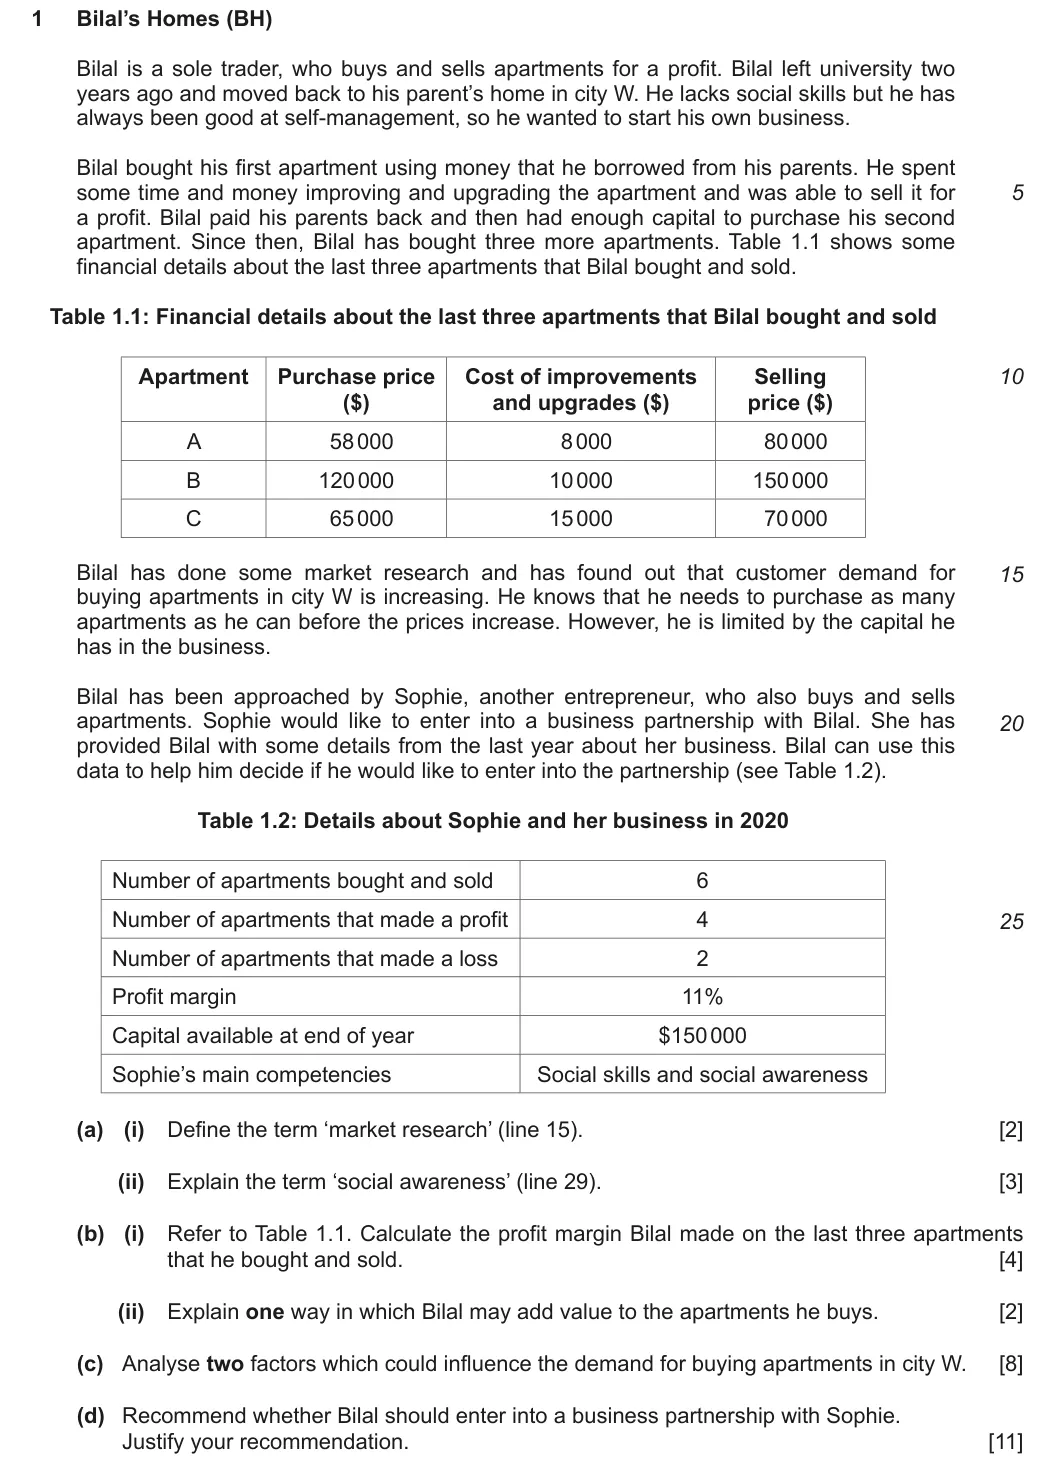 1 Bilal’s Homes (BH)
Bilal is a sole trader, who buys and sells apartments for a profit. Bilal left university two
years ago and moved back to his parent’s home in city W. He lacks social skills but he has
always been good at self-management, so he wanted to start his own business.
Bilal bought his first apartment using money that he borrowed from his parents. He spent
some time and money improving and upgrading the apartment and was able to sell it for 5
a profit. Bilal paid his parents back and then had enough capital to purchase his second
apartment. Since then, Bilal has bought three more apartments. Table 1.1 shows some
financial details about the last three apartments that Bilal bought and sold.
Table 1.1: Financial details about the last three apartments that Bilal bought and sold
Apartment Purchase price Cost of improvements Selling 10
($) and upgrades ($) price ($)
A 58 000 8 000 80 000
B 120 000 10 000 150 000
C 65 000 15 000 70 000
Bilal has done some market research and has found out that customer demand for 15
buying apartments in city W is increasing. He knows that he needs to purchase as many
apartments as he can before the prices increase. However, he is limited by the capital he
has in the business.
Bilal has been approached by Sophie, another entrepreneur, who also buys and sells
apartments. Sophie would like to enter into a business partnership with Bilal. She has 20
provided Bilal with some details from the last year about her business. Bilal can use this
data to help him decide if he would like to enter into the partnership (see Table 1.2).
Table 1.2: Details about Sophie and her business in 2020
Number of apartments bought and sold 6
Number of apartments that made a profit 4 25
Number of apartments that made a loss 2
Profit margin 11%
Capital available at end of year $150 000
Sophie’s main competencies Social skills and social awareness
(a) (i) Define the term ‘market research’ (line 15). [2]
(ii) Explain the term ‘social awareness’ (line 29). [3]
(b) (i) Refer to Table 1.1. Calculate the profit margin Bilal made on the last three apartments
that he bought and sold. [4]
(ii) Explain one way in which Bilal may add value to the apartments he buys. [2]
(c) Analyse two factors which could influence the demand for buying apartments in city W. [8]
(d) Recommend whether Bilal should enter into a business partnership with Sophie.
Justify your recommendation. [11]